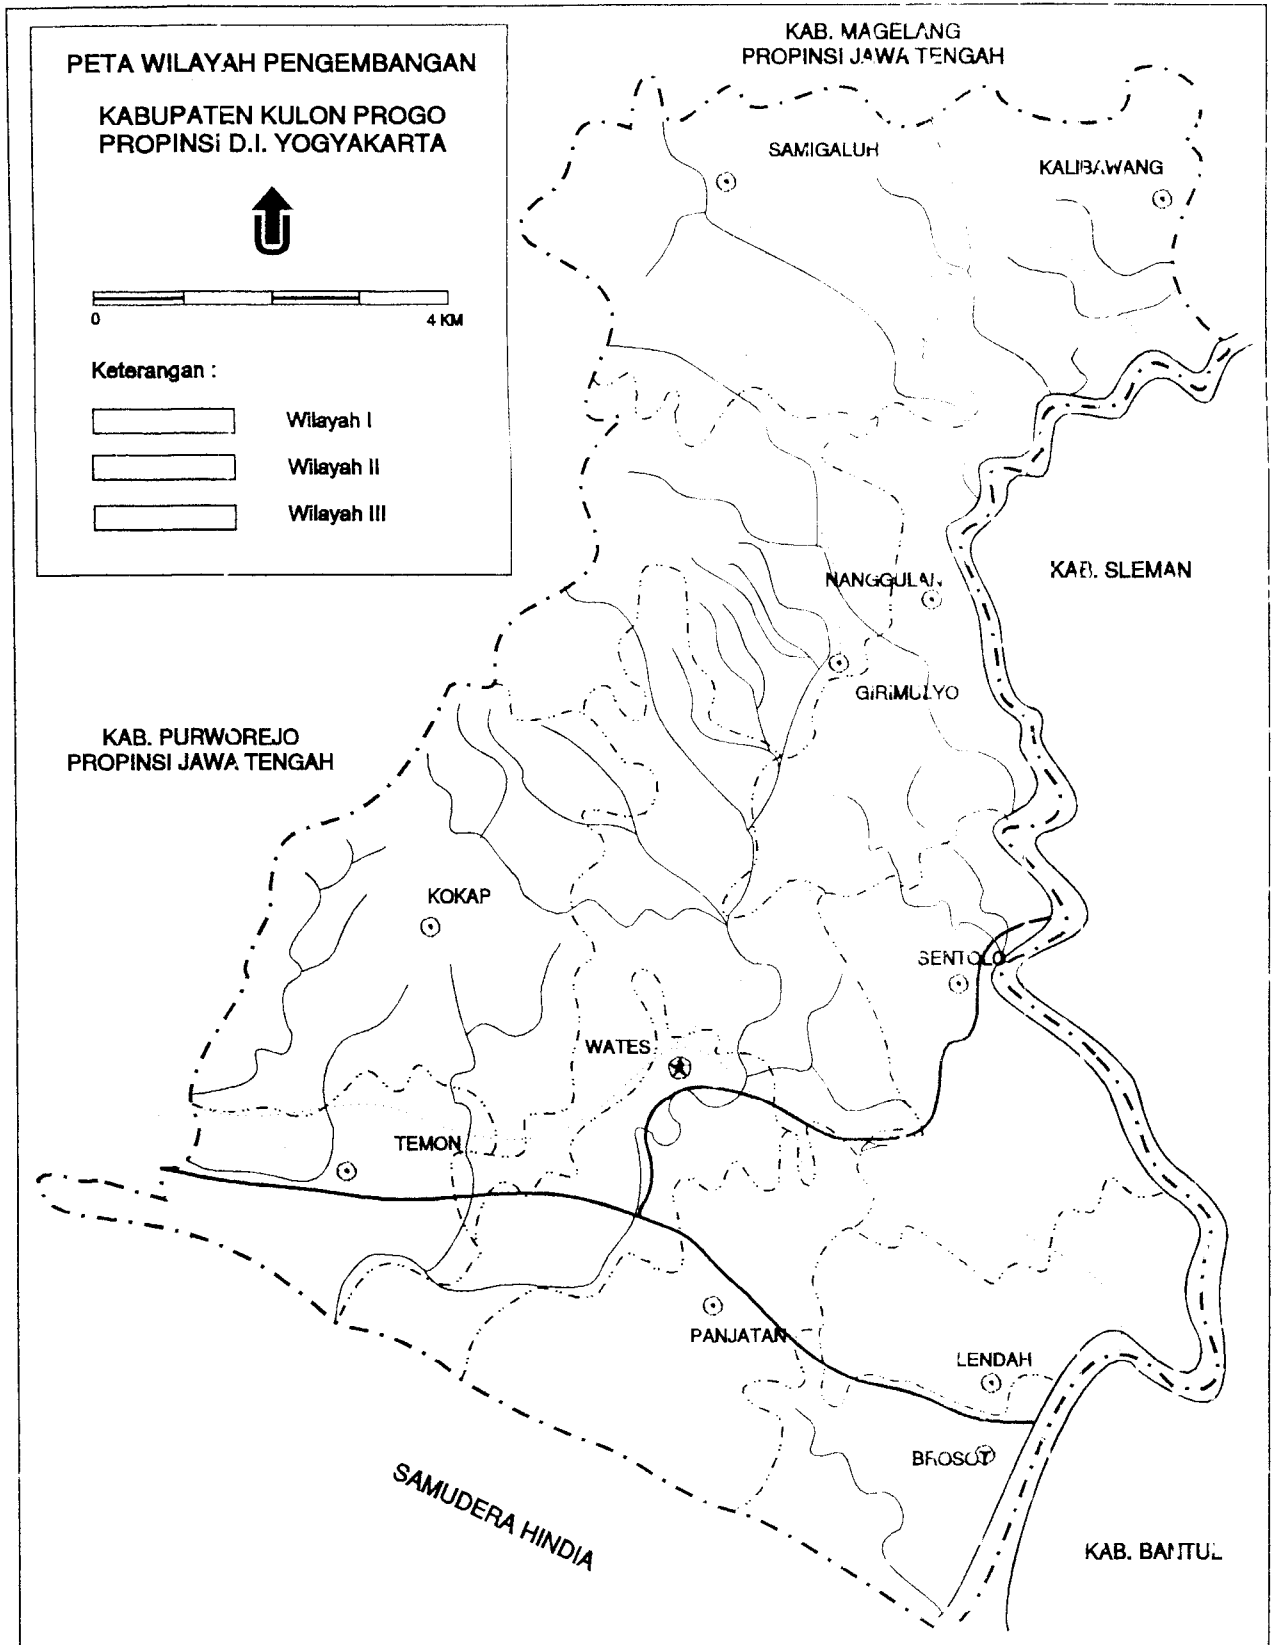 PETA WILAYAH PENGEMBANGAN
KABUPATEN KULON PROGO
PROPINSI D.I. YOGYAKARTA
U
0 4 KM
Keterangan :
Wilayah I
Wilayah II
Wilayah III
KAB. MAGELANG
PROPINSI JAWA TENGAH
SAMIGALUH
KALIBAWANG
NANGGULAN
KAB. SLEMAN
GIRIMULYO
KAB. PURWOREJO
PROPINSI JAWA TENGAH
KOKAP
SENTOLO
WATES
TEMON
PANJATAN
LENDAH
BROSOT
SAMUDERA HINDIA
KAB. BANTUL